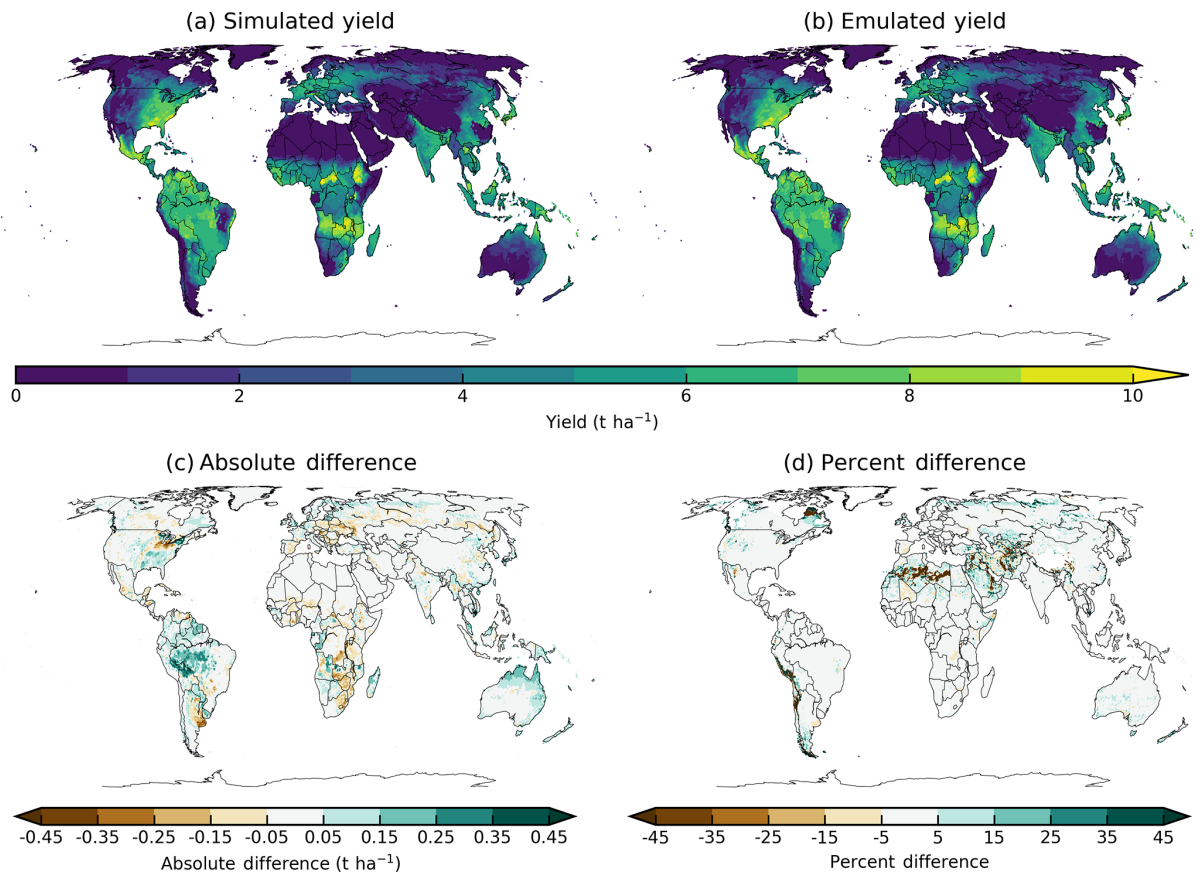 (a) Simulated yield
(b) Emulated yield
0 2 4 6 8 10
Yield (t ha⁻¹)
(c) Absolute difference
(d) Percent difference
-0.45 -0.35 -0.25 -0.15 -0.05 0.05 0.15 0.25 0.35 0.45
Absolute difference (t ha⁻¹)
-45 -35 -25 -15 -5 5 15 25 35 45
Percent difference